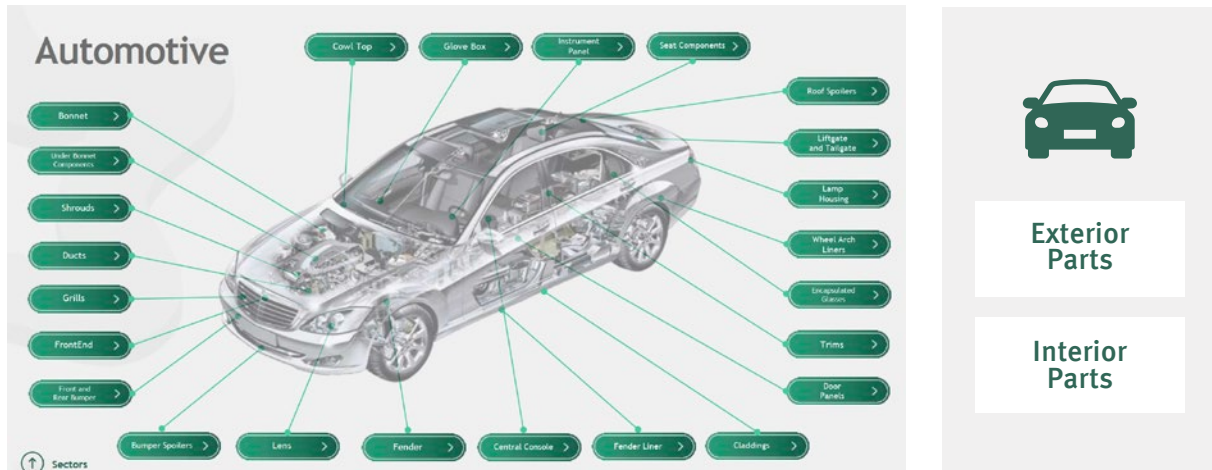 Automotive
Cowl Top
Glove Box
Instrument
Panel
Seat Components
Bonnet
Under Bonnet
Components
Shrouds
Ducts
Grills
FrontEnd
Front and
Rear Bumper
Roof Spoilers
Liftgate
and Tailgate
Lamp
Housing
Wheel Arch
Liners
Encapsulated
Glasses
Trims
Door
Panels
Bumper Spoilers
Lens
Fender
Central Console
Fender Liner
Claddings
Sectors
Exterior
Parts
Interior
Parts